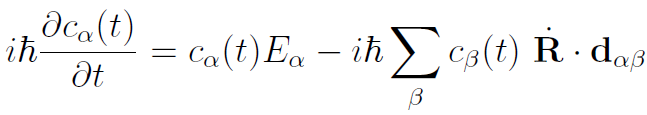 iħ ∂c_α(t)/∂t = c_α(t)E_α − iħ ∑_β c_β(t) Ṙ · d_αβ